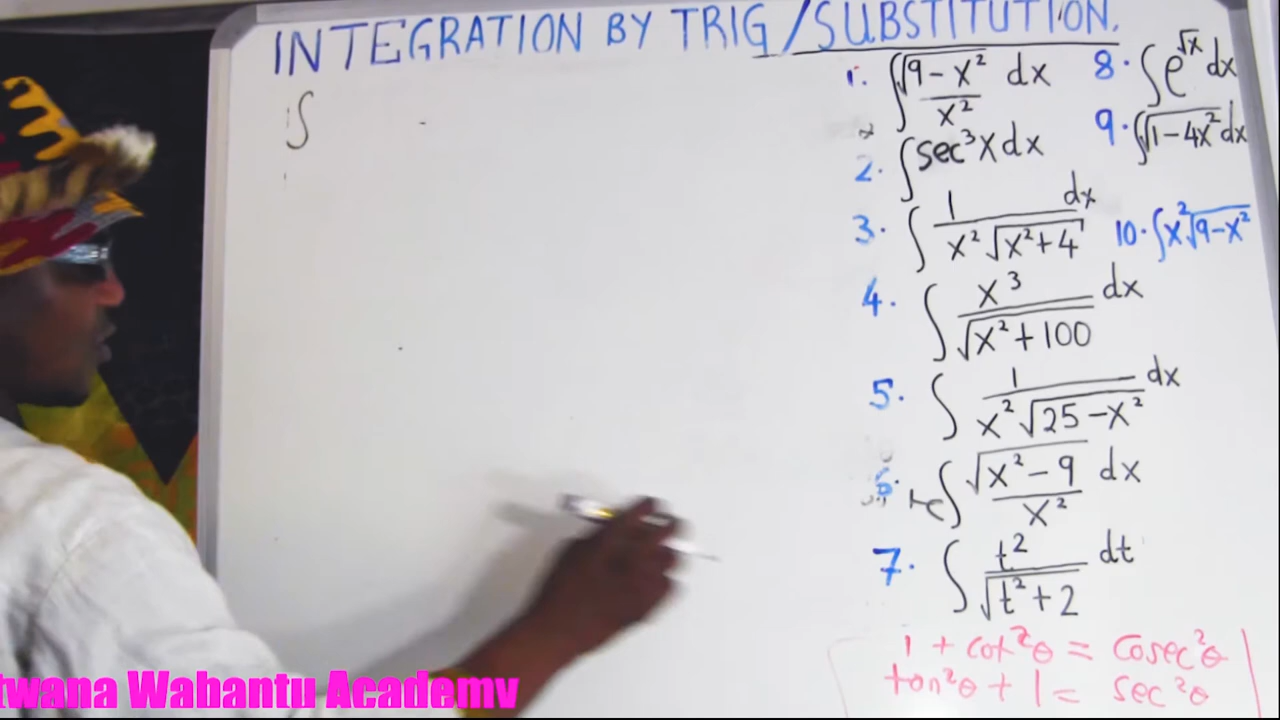 INTEGRATION BY TRIG/SUBSTITUTION.
∫
1. ∫ √(9-x²)/x² dx
2. ∫ sec³x dx
3. ∫ 1/(x²√(x²+4)) dx
4. ∫ x³/√(x²+100) dx
5. ∫ 1/(x²√(25-x²)) dx
6. ∫ √(x²-9)/x² dx
7. ∫ t²/√(t²+2) dt
8. ∫ e^√x dx
9. ∫ √(1-4x²) dx
10. ∫ x²√(9-x²)
1 + cot²θ = cosec²θ
tan²θ + 1 = sec²θ
twana Wabantu Academy